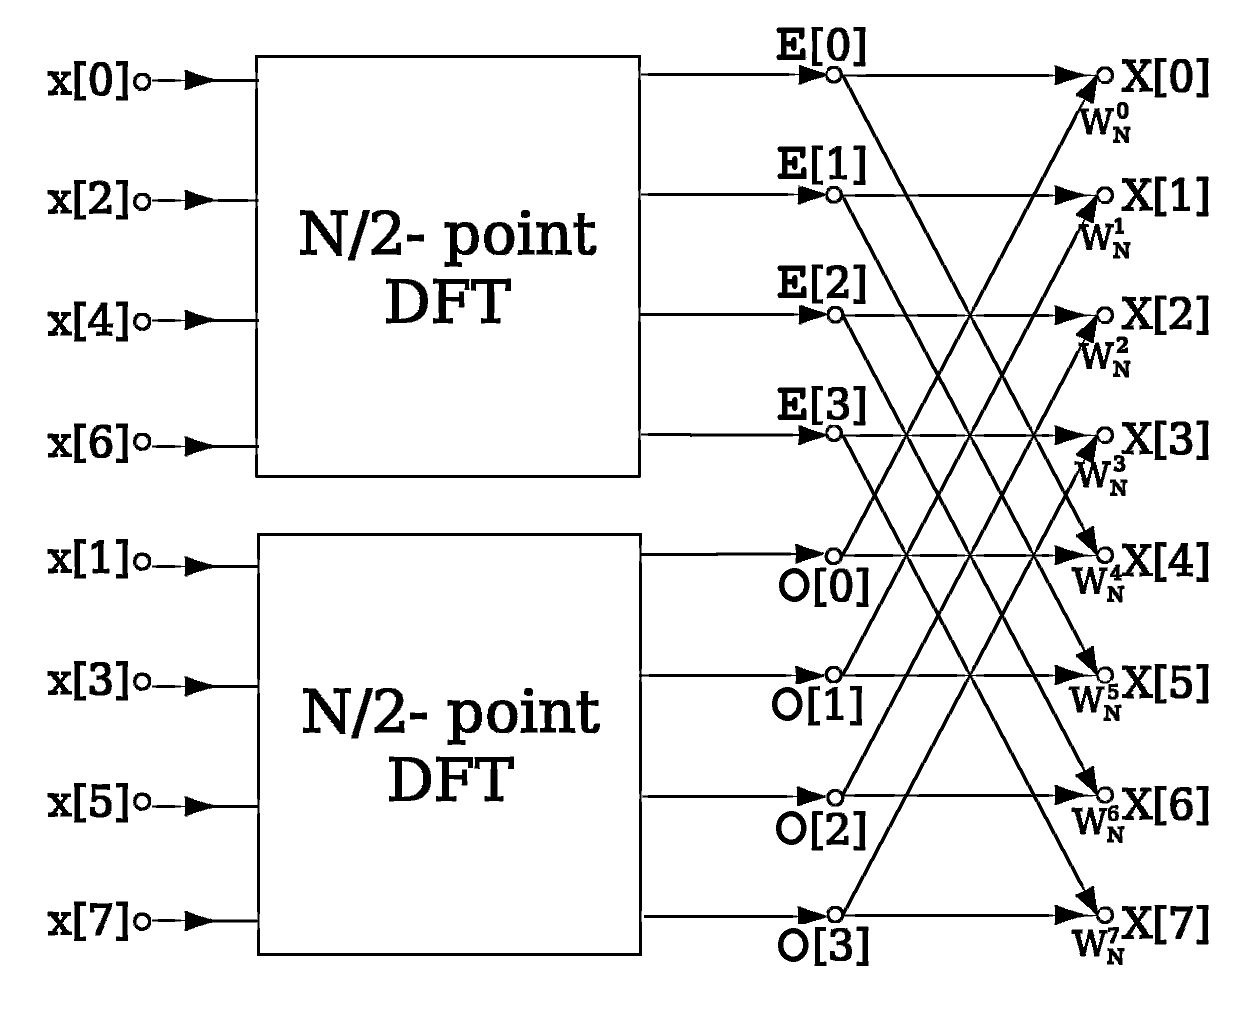 x[0]
x[2]
x[4]
x[6]
N/2- point
DFT
x[1]
x[3]
x[5]
x[7]
N/2- point
DFT
E[0]
E[1]
E[2]
E[3]
O[0]
O[1]
O[2]
O[3]
X[0]
W_N^0
X[1]
W_N^1
X[2]
W_N^2
X[3]
W_N^3
X[4]
W_N^4
X[5]
W_N^5
X[6]
W_N^6
X[7]
W_N^7